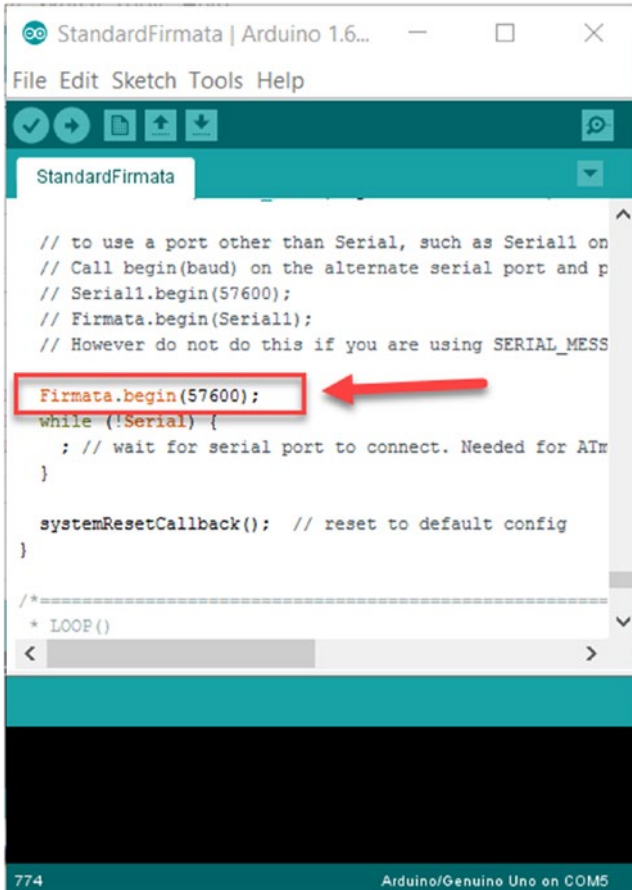 StandardFirmata | Arduino 1.6...
File Edit Sketch Tools Help
StandardFirmata
// to use a port other than Serial, such as Serial1 on
// Call begin(baud) on the alternate serial port and p
// Serial1.begin(57600);
// Firmata.begin(Serial1);
// However do not do this if you are using SERIAL_MESS
Firmata.begin(57600);
while (!Serial) {
; // wait for serial port to connect. Needed for ATm
}
systemResetCallback();  // reset to default config
}
/*==============================================================
* LOOP()
774
Arduino/Genuino Uno on COM5